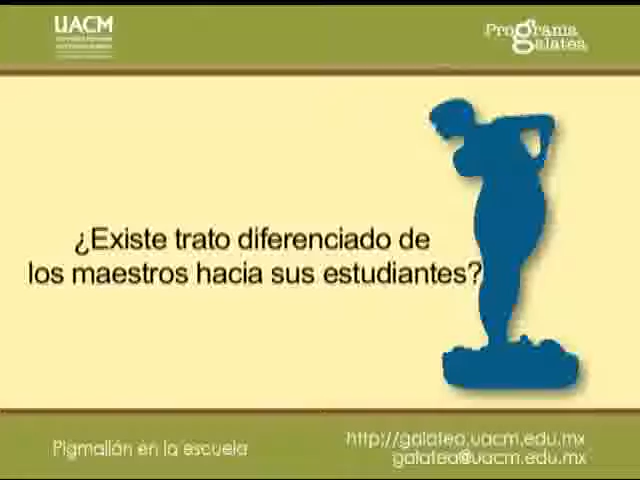 UACM
Programa
Galatea
¿Existe trato diferenciado de
los maestros hacia sus estudiantes?
Pigmalión en la escuela
http://galatea.uacm.edu.mx
galatea@uacm.edu.mx